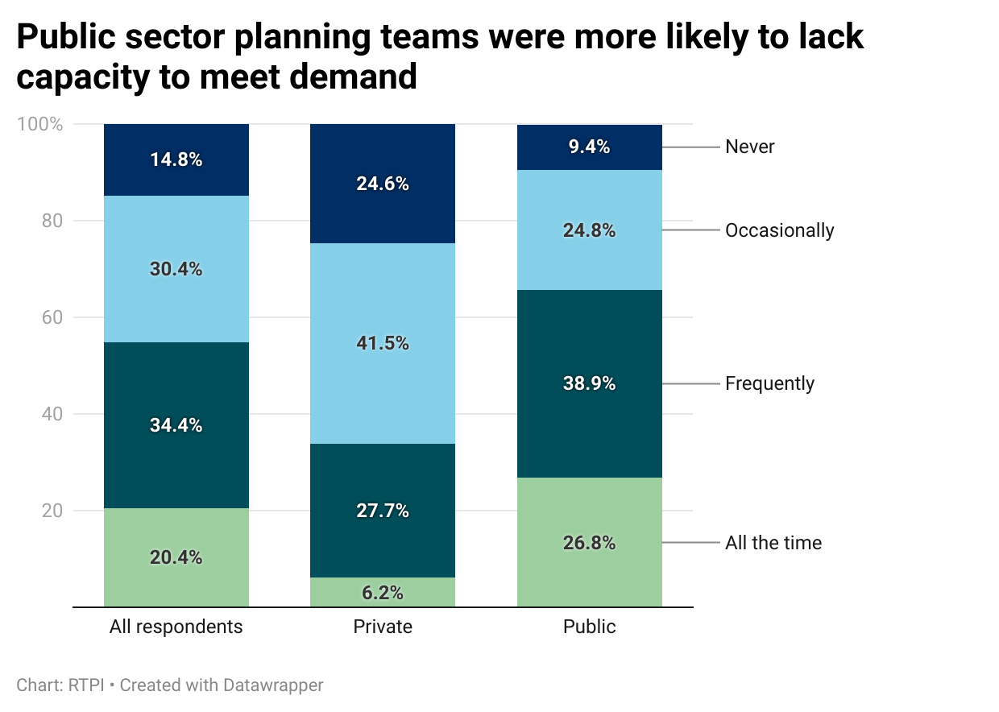 Public sector planning teams were more likely to lack
capacity to meet demand
100%
80
60
40
20
14.8%
30.4%
34.4%
20.4%
24.6%
41.5%
27.7%
6.2%
9.4%
24.8%
38.9%
26.8%
Never
Occasionally
Frequently
All the time
All respondents
Private
Public
Chart: RTPI • Created with Datawrapper